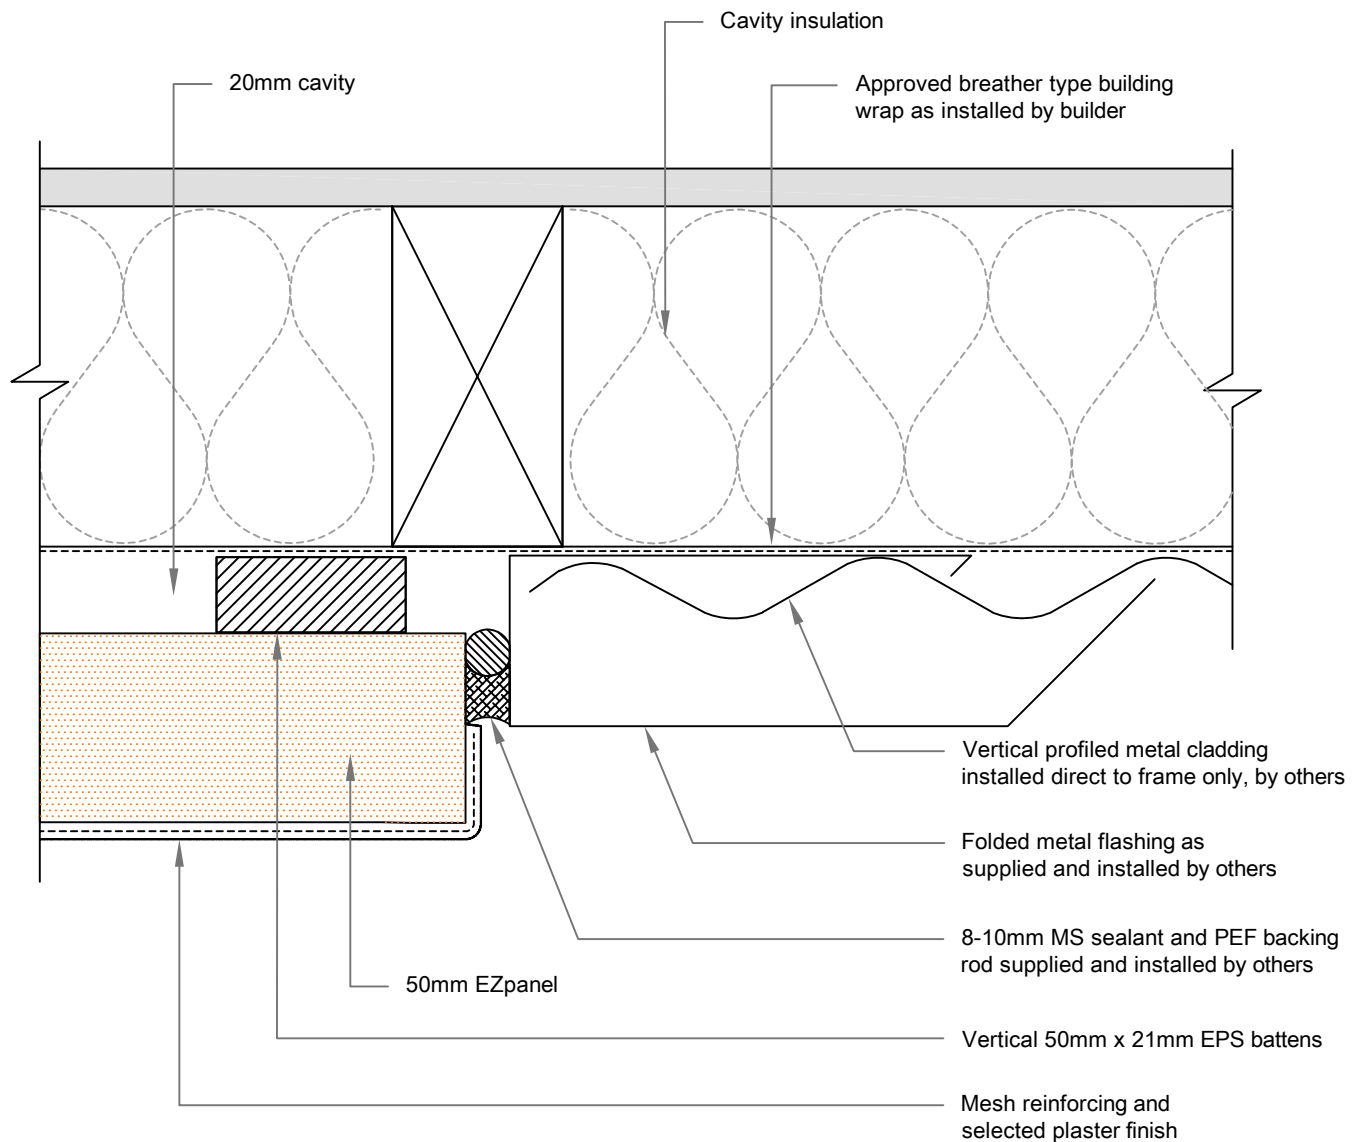 Cavity insulation
20mm cavity
Approved breather type building
wrap as installed by builder
Vertical profiled metal cladding
installed direct to frame only, by others
Folded metal flashing as
supplied and installed by others
8-10mm MS sealant and PEF backing
rod supplied and installed by others
50mm EZpanel
Vertical 50mm x 21mm EPS battens
Mesh reinforcing and
selected plaster finish